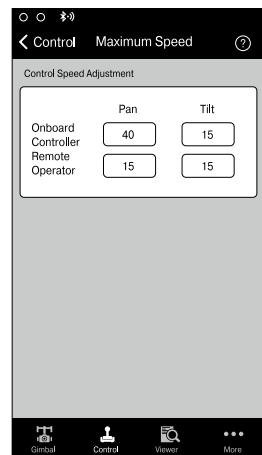 Control Maximum Speed ?
Control Speed Adjustment
Pan Tilt
Onboard
Controller 40 15
Remote
Operator 15 15
Gimbal Control Viewer More